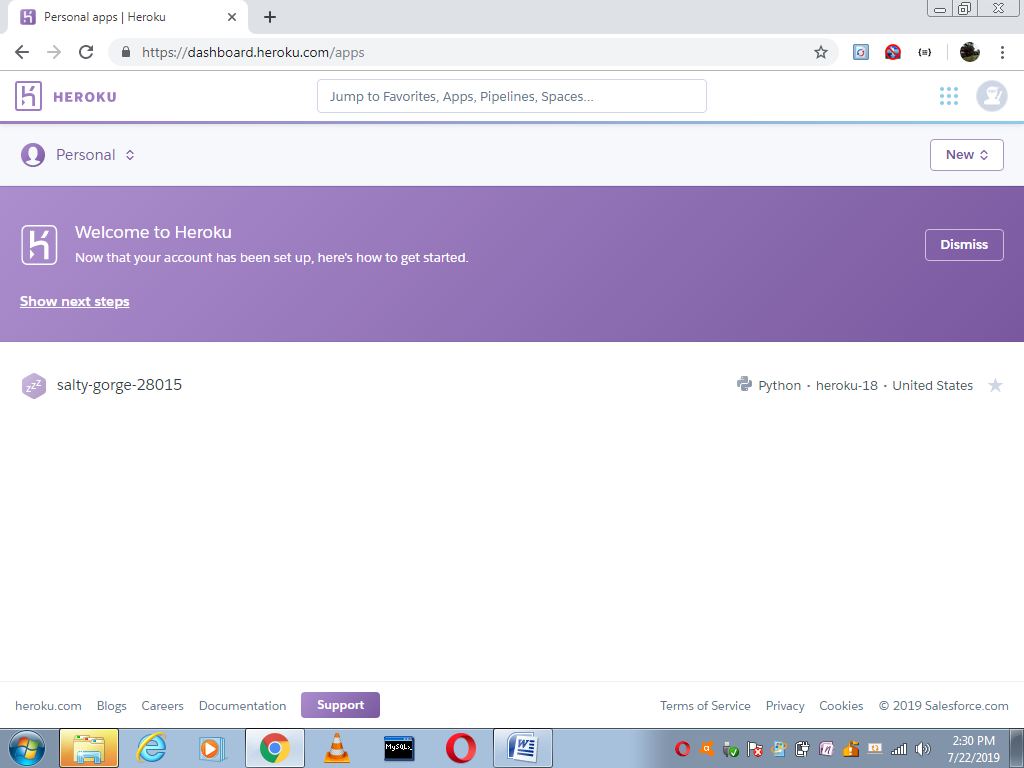 Personal apps | Heroku
https://dashboard.heroku.com/apps
HEROKU
Jump to Favorites, Apps, Pipelines, Spaces...
Personal
New
Welcome to Heroku
Now that your account has been set up, here's how to get started.
Dismiss
Show next steps
zzz
salty-gorge-28015
Python · heroku-18 · United States
heroku.com Blogs Careers Documentation Support Terms of Service Privacy Cookies © 2019 Salesforce.com
MySQL
2:30 PM
7/22/2019